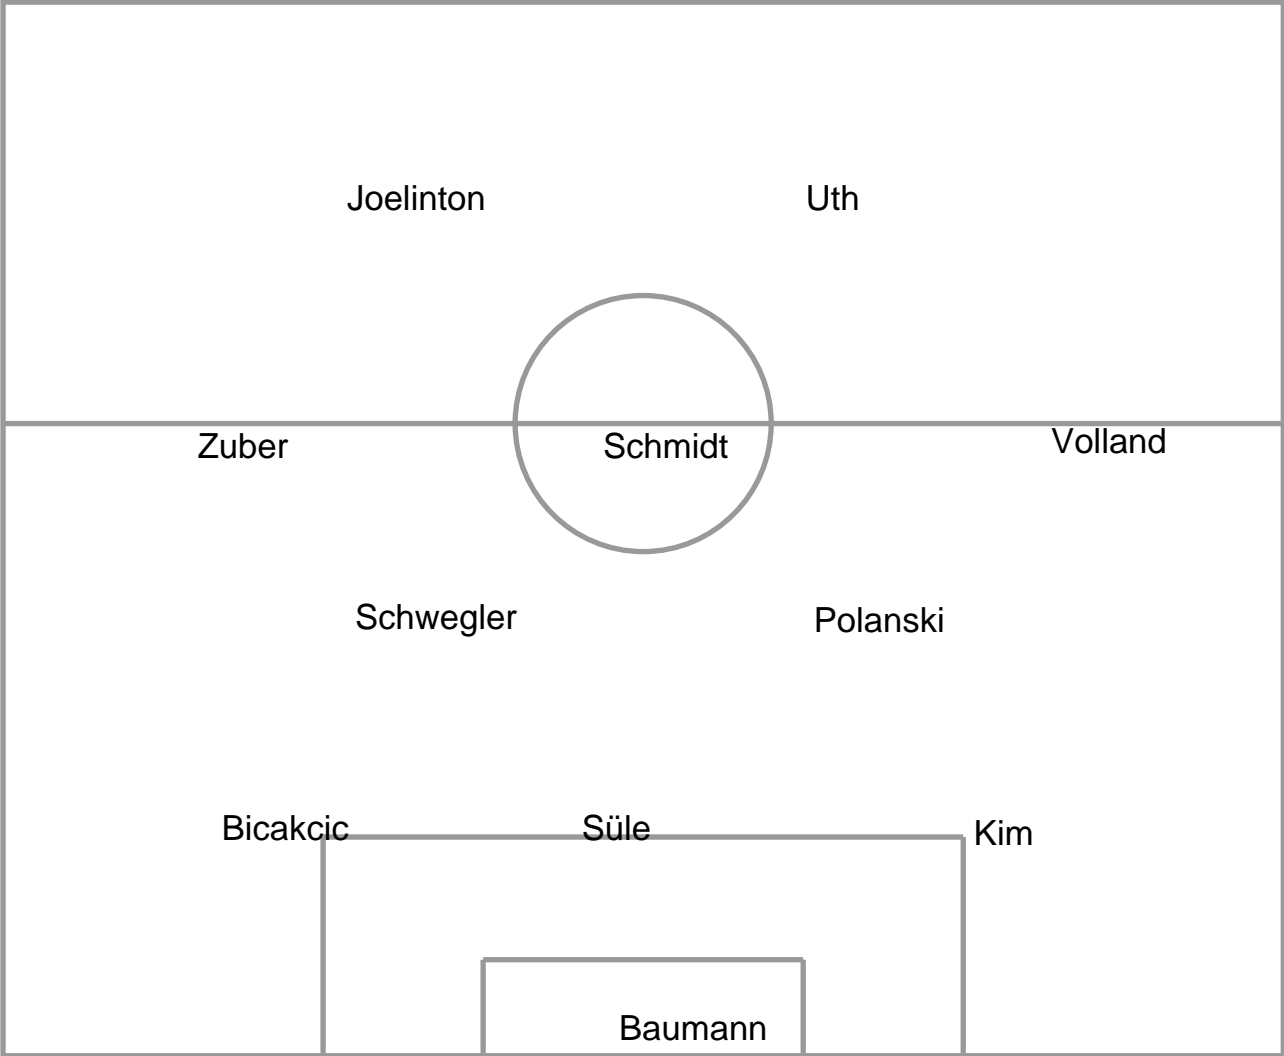 Joelinton
Uth
Zuber
Schmidt
Volland
Schwegler
Polanski
Bicakcic
Süle
Kim
Baumann